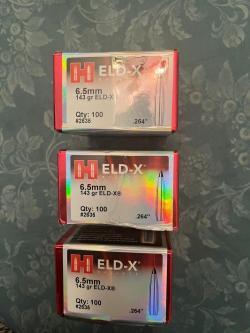 H ELD-X
6.5mm
143 gr ELD-X®
Qty: 100
#2635
.264"
H ELD-X
6.5mm
143 gr ELD-X®
Qty: 100
#2635
.264"
H ELD-X
6.5mm
143 gr ELD-X®
Qty: 100
#2635
.264"